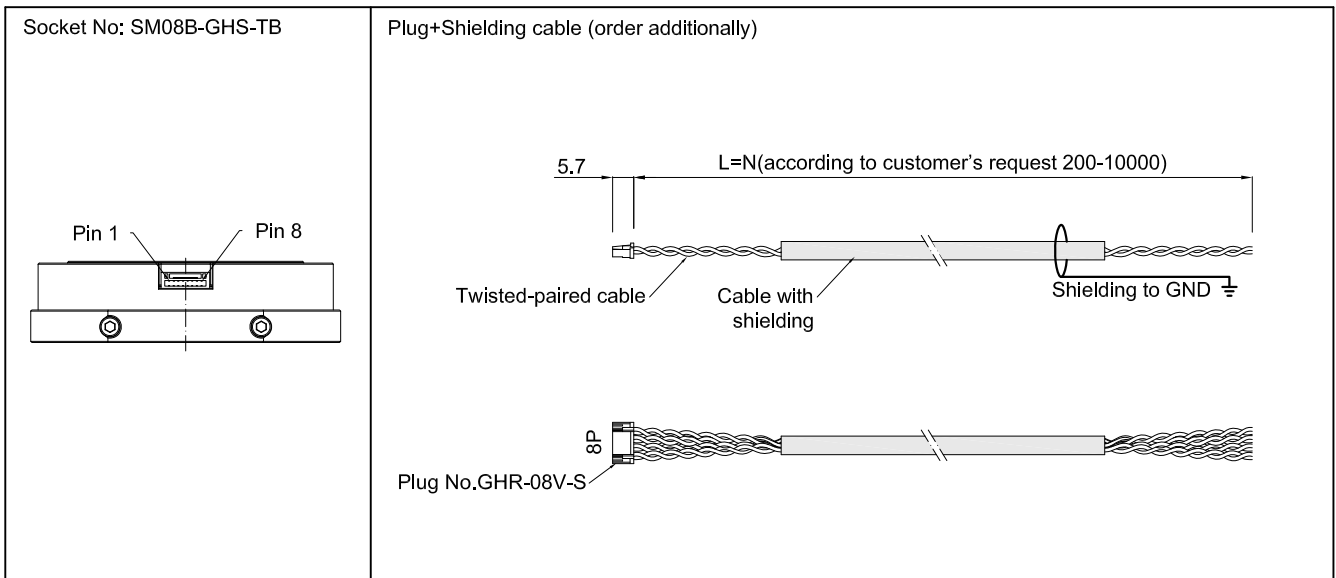 Socket No: SM08B-GHS-TB
Pin 1
Pin 8
Plug+Shielding cable (order additionally)
5.7
L=N(according to customer's request 200-10000)
Twisted-paired cable
Cable with
shielding
Shielding to GND
8P
Plug No.GHR-08V-S